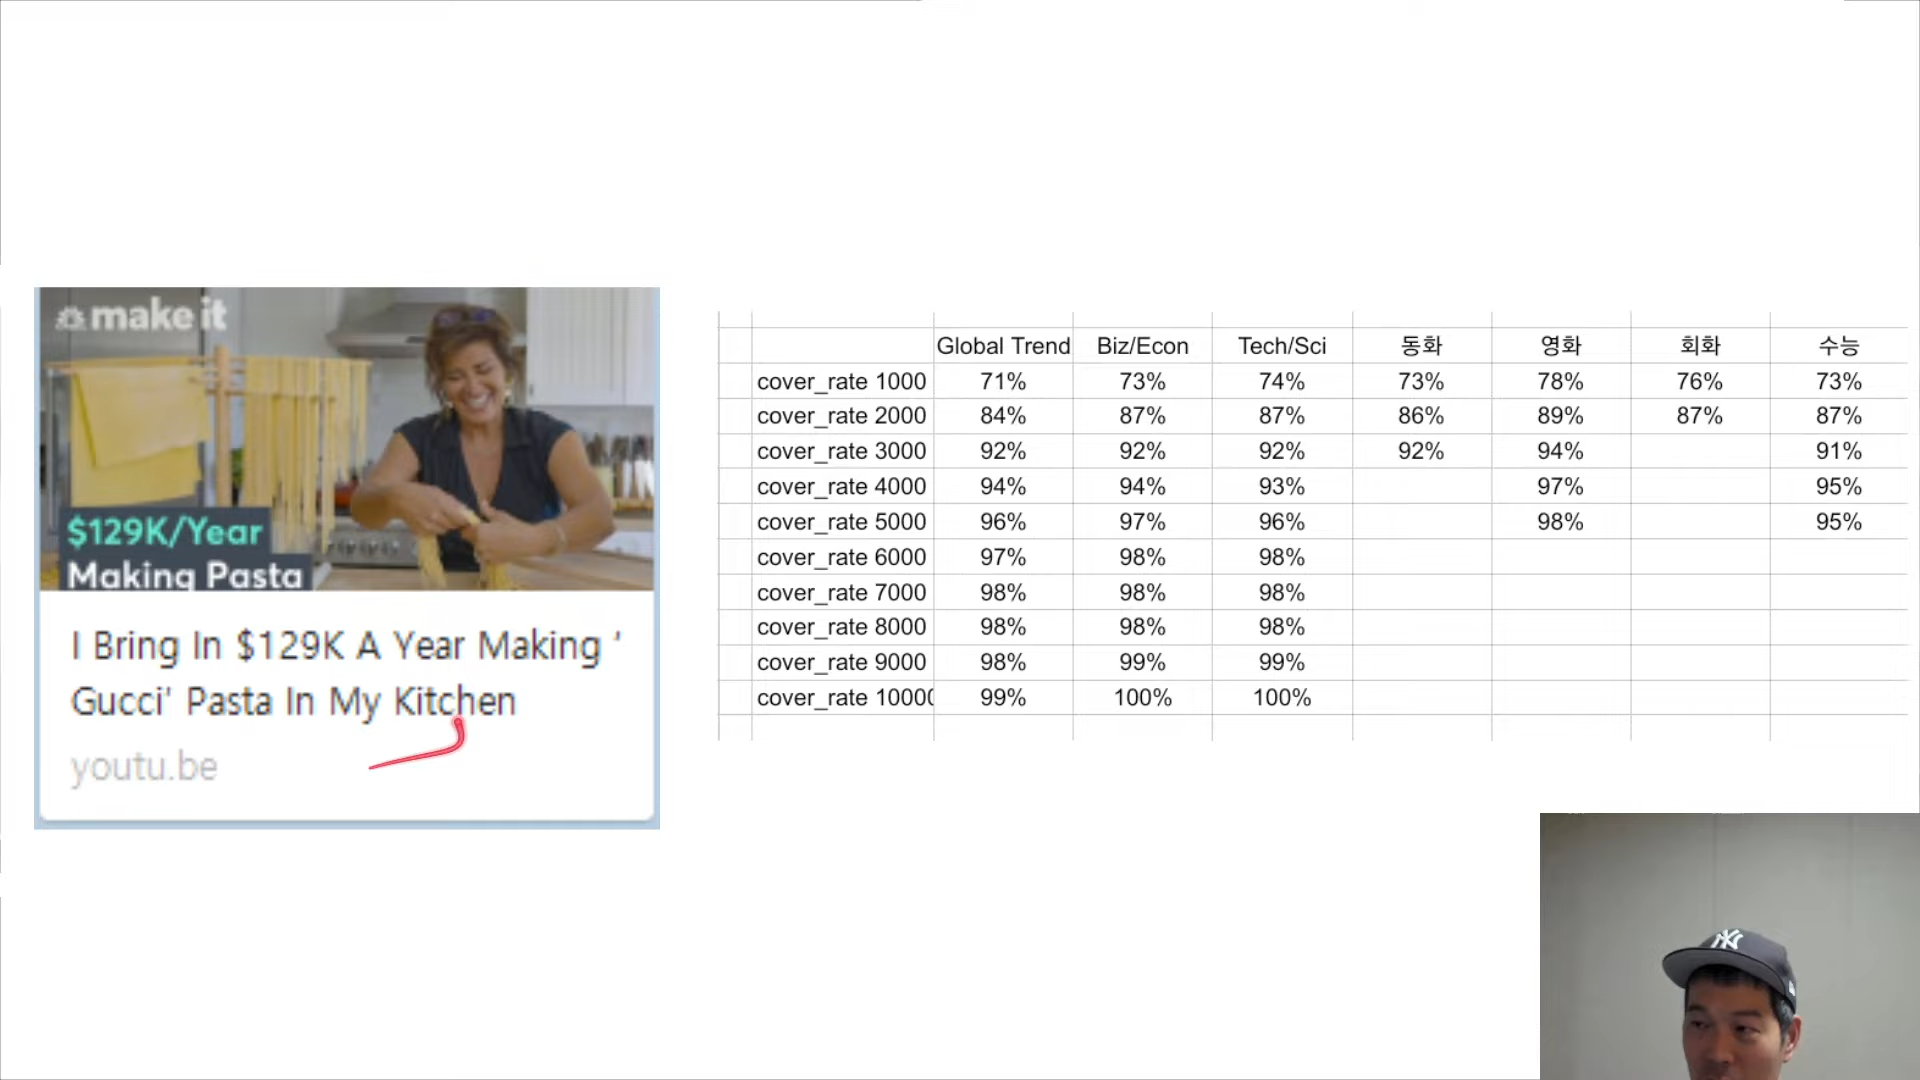 make it
$129K/Year
Making Pasta
I Bring In $129K A Year Making '
Gucci' Pasta In My Kitchen
youtu.be
Global Trend Biz/Econ Tech/Sci 동화 영화 회화 수능
cover_rate 1000 71% 73% 74% 73% 78% 76% 73%
cover_rate 2000 84% 87% 87% 86% 89% 87% 87%
cover_rate 3000 92% 92% 92% 92% 94% 91%
cover_rate 4000 94% 94% 93% 97% 95%
cover_rate 5000 96% 97% 96% 98% 95%
cover_rate 6000 97% 98% 98%
cover_rate 7000 98% 98% 98%
cover_rate 8000 98% 98% 98%
cover_rate 9000 98% 99% 99%
cover_rate 10000 99% 100% 100%
NY